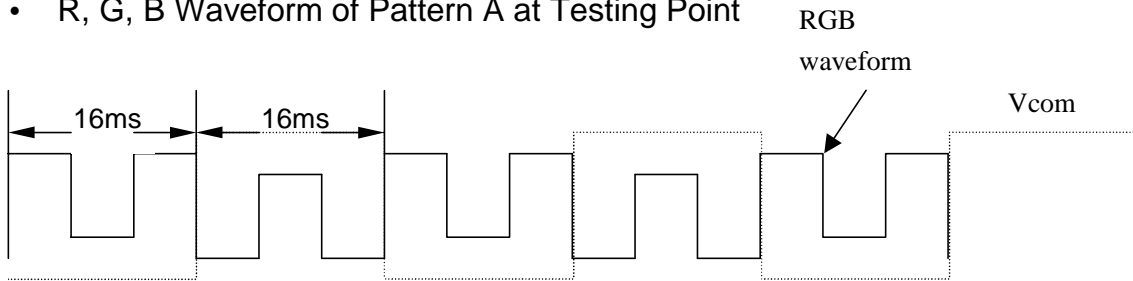 • R, G, B Waveform of Pattern A at Testing Point
RGB
waveform
Vcom
16ms
16ms